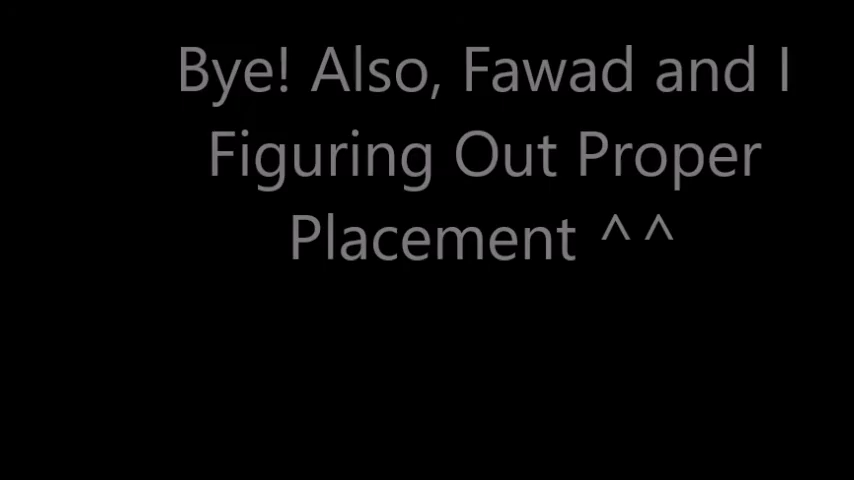 Bye! Also, Fawad and I
Figuring Out Proper
Placement ^^